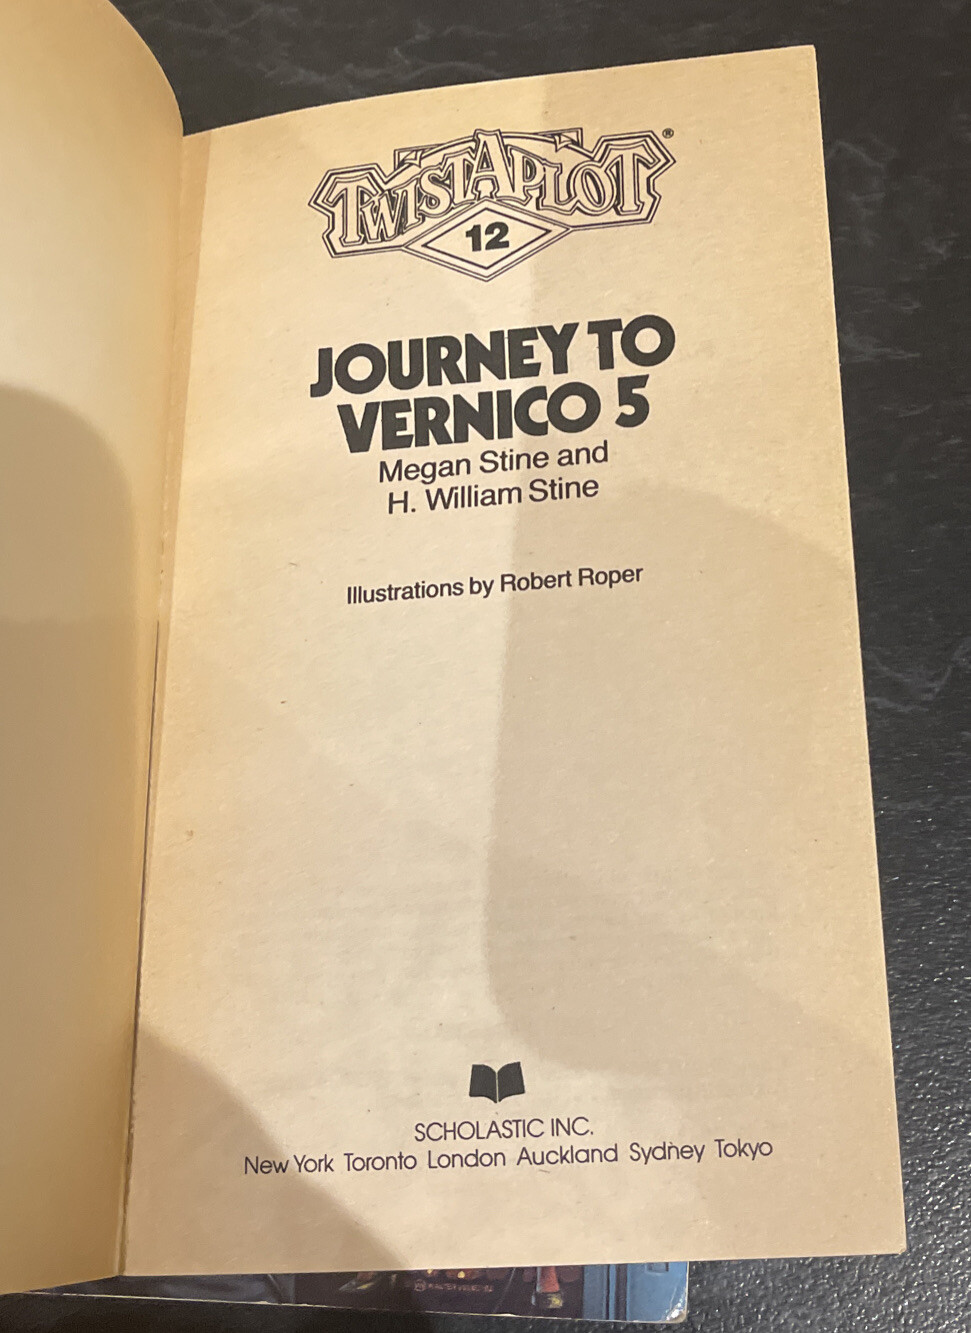 TWISTAPLOT®
12
JOURNEY TO
VERNICO 5
Megan Stine and
H. William Stine
Illustrations by Robert Roper
SCHOLASTIC INC.
New York Toronto London Auckland Sydney Tokyo